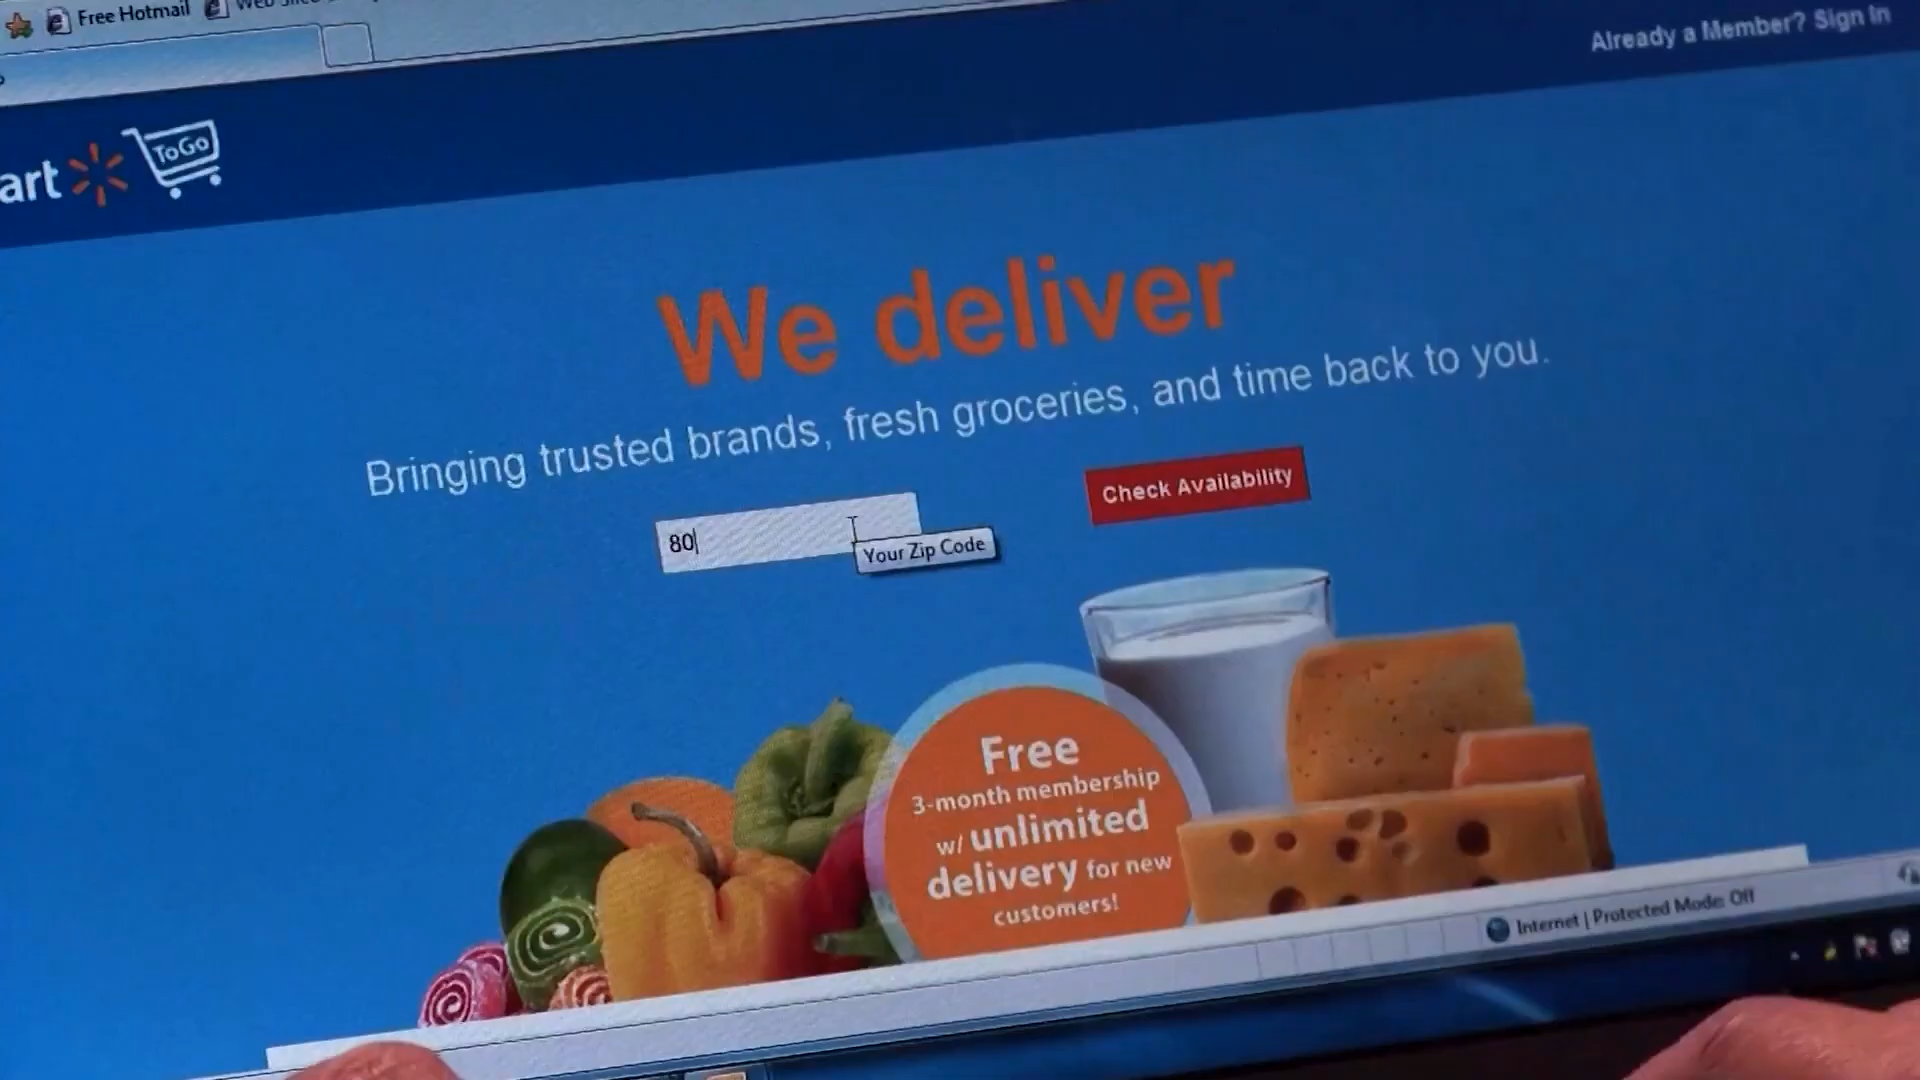 Free Hotmail
Already a Member? Sign In
art
ToGo
We deliver
Bringing trusted brands, fresh groceries, and time back to you.
80
Check Availability
Your Zip Code
Free
3-month membership
w/ unlimited
delivery for new
customers!
Internet | Protected Mode: Off